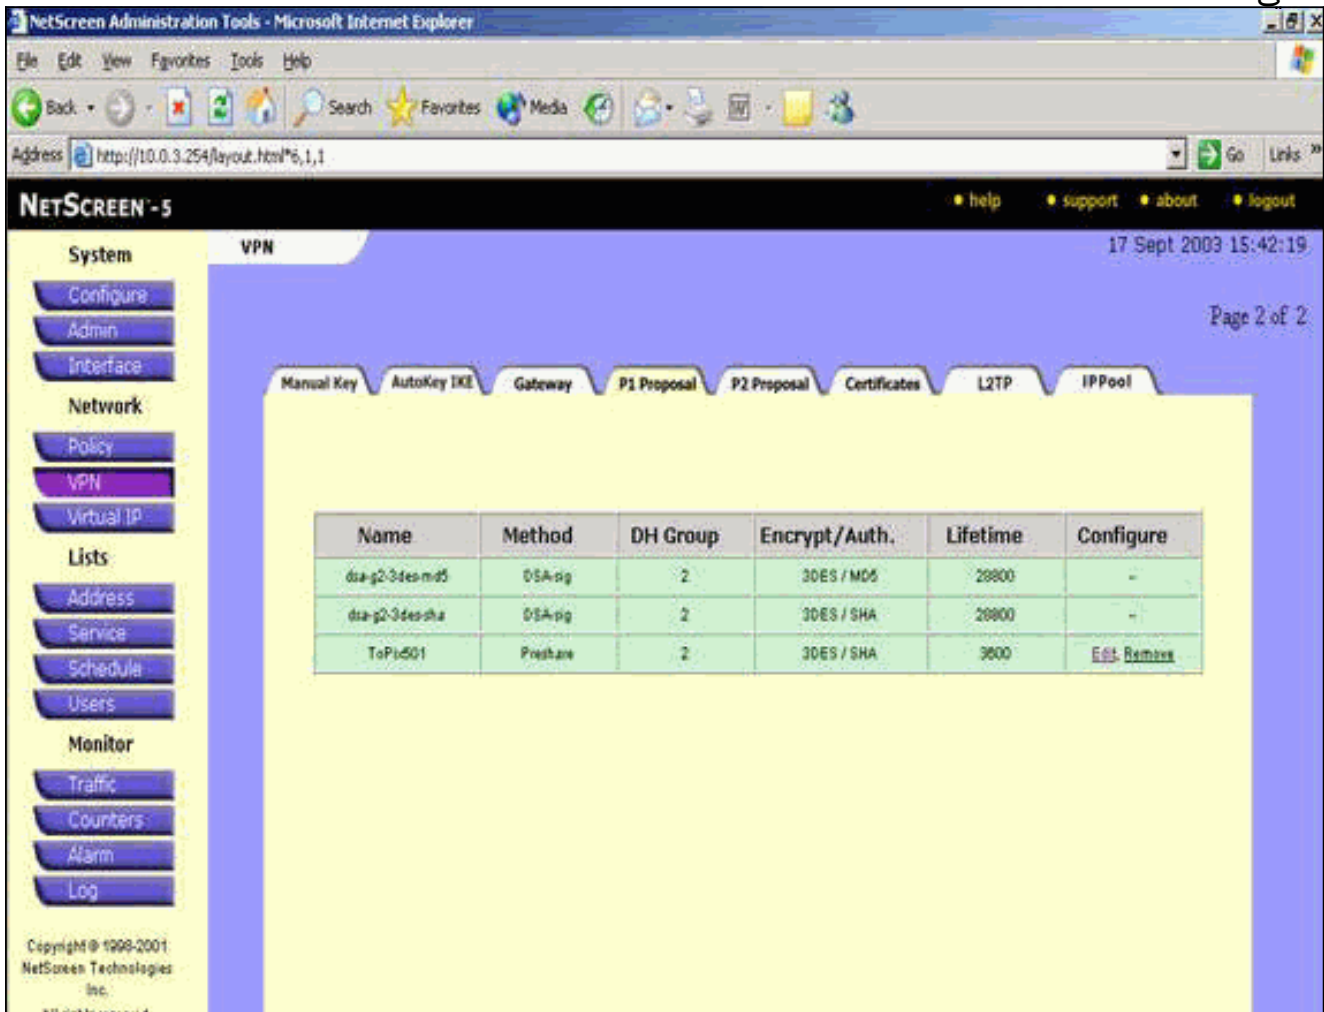 NetScreen Administration Tools - Microsoft Internet Explorer
File Edit View Favorites Tools Help
Back Search Favorites Media
Address http://10.0.3.254/layout.html*6,1,1 Go Links »
NETSCREEN -5 help support about logout
System
VPN
17 Sept 2003 15:42:19
Configure
Admin
Interface
Page 2 of 2
Manual Key AutoKey IKE Gateway P1 Proposal P2 Proposal Certificates L2TP IPPool
Network
Policy
VPN
Virtual IP
Name Method DH Group Encrypt/Auth. Lifetime Configure
dsa-g2-3des-md5 DSA-sig 2 3DES / MD5 28800 --
dsa-g2-3des-sha DSA-sig 2 3DES / SHA 28800 --
ToPix501 Preshare 2 3DES / SHA 3600 Edit, Remove
Lists
Address
Service
Schedule
Users
Monitor
Traffic
Counters
Alarm
Log
Copyright © 1998-2001
NetScreen Technologies
Inc.